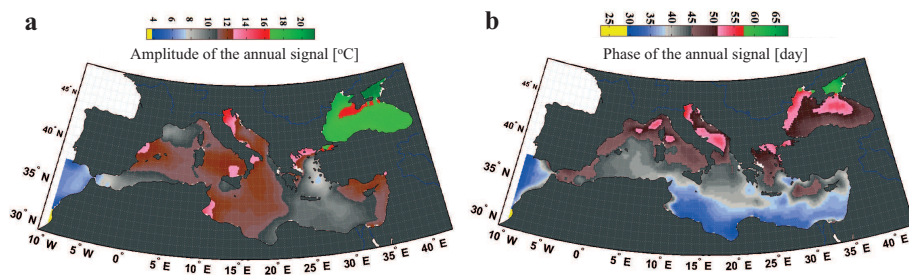 a
4 6 8 10 12 14 16 18 20
Amplitude of the annual signal [°C]
45° N
40° N
35° N
30° N
10° W
5° W
0°
5° E
10° E
15° E
20° E
25° E
30° E
35° E
40° E
b
25 30 35 40 45 50 55 60 65
Phase of the annual signal [day]
45° N
40° N
35° N
30° N
10° W
5° W
0°
5° E
10° E
15° E
20° E
25° E
30° E
35° E
40° E